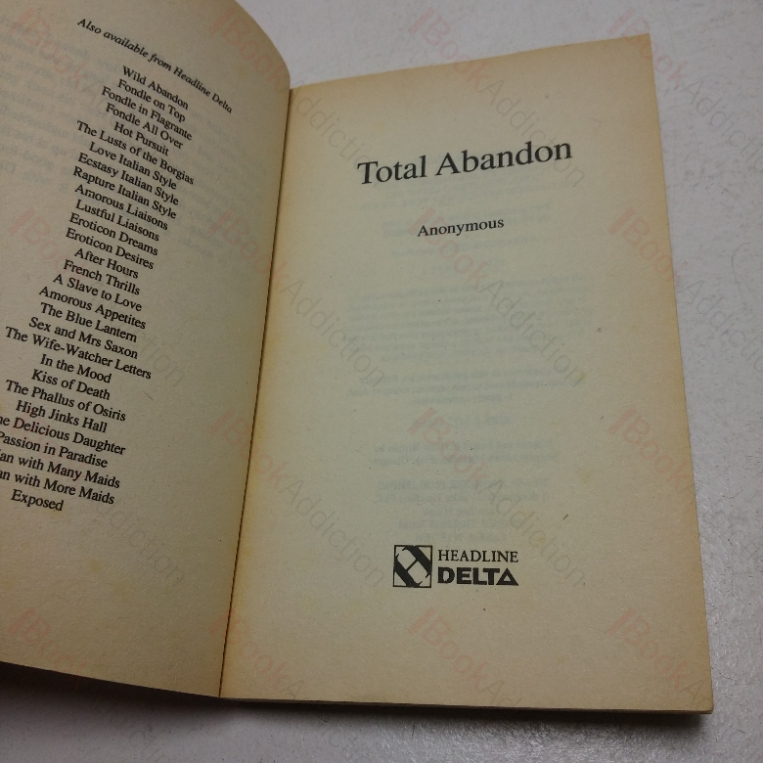 Also available from Headline Delta
Wild Abandon
Fondle on Top
Fondle in Flagrante
Fondle All Over
Hot Pursuit
The Lusts of the Borgias
Love Italian Style
Ecstasy Italian Style
Rapture Italian Style
Amorous Liaisons
Lustful Liaisons
Eroticon Dreams
Eroticon Desires
After Hours
French Thrills
A Slave to Love
Amorous Appetites
The Blue Lantern
Sex and Mrs Saxon
The Wife-Watcher Letters
In the Mood
Kiss of Death
The Phallus of Osiris
High Jinks Hall
Delicious Daughter
Passion in Paradise
with Many Maids
with More Maids
Exposed
Total Abandon
Anonymous
HEADLINE
DELTA
BookAddiction